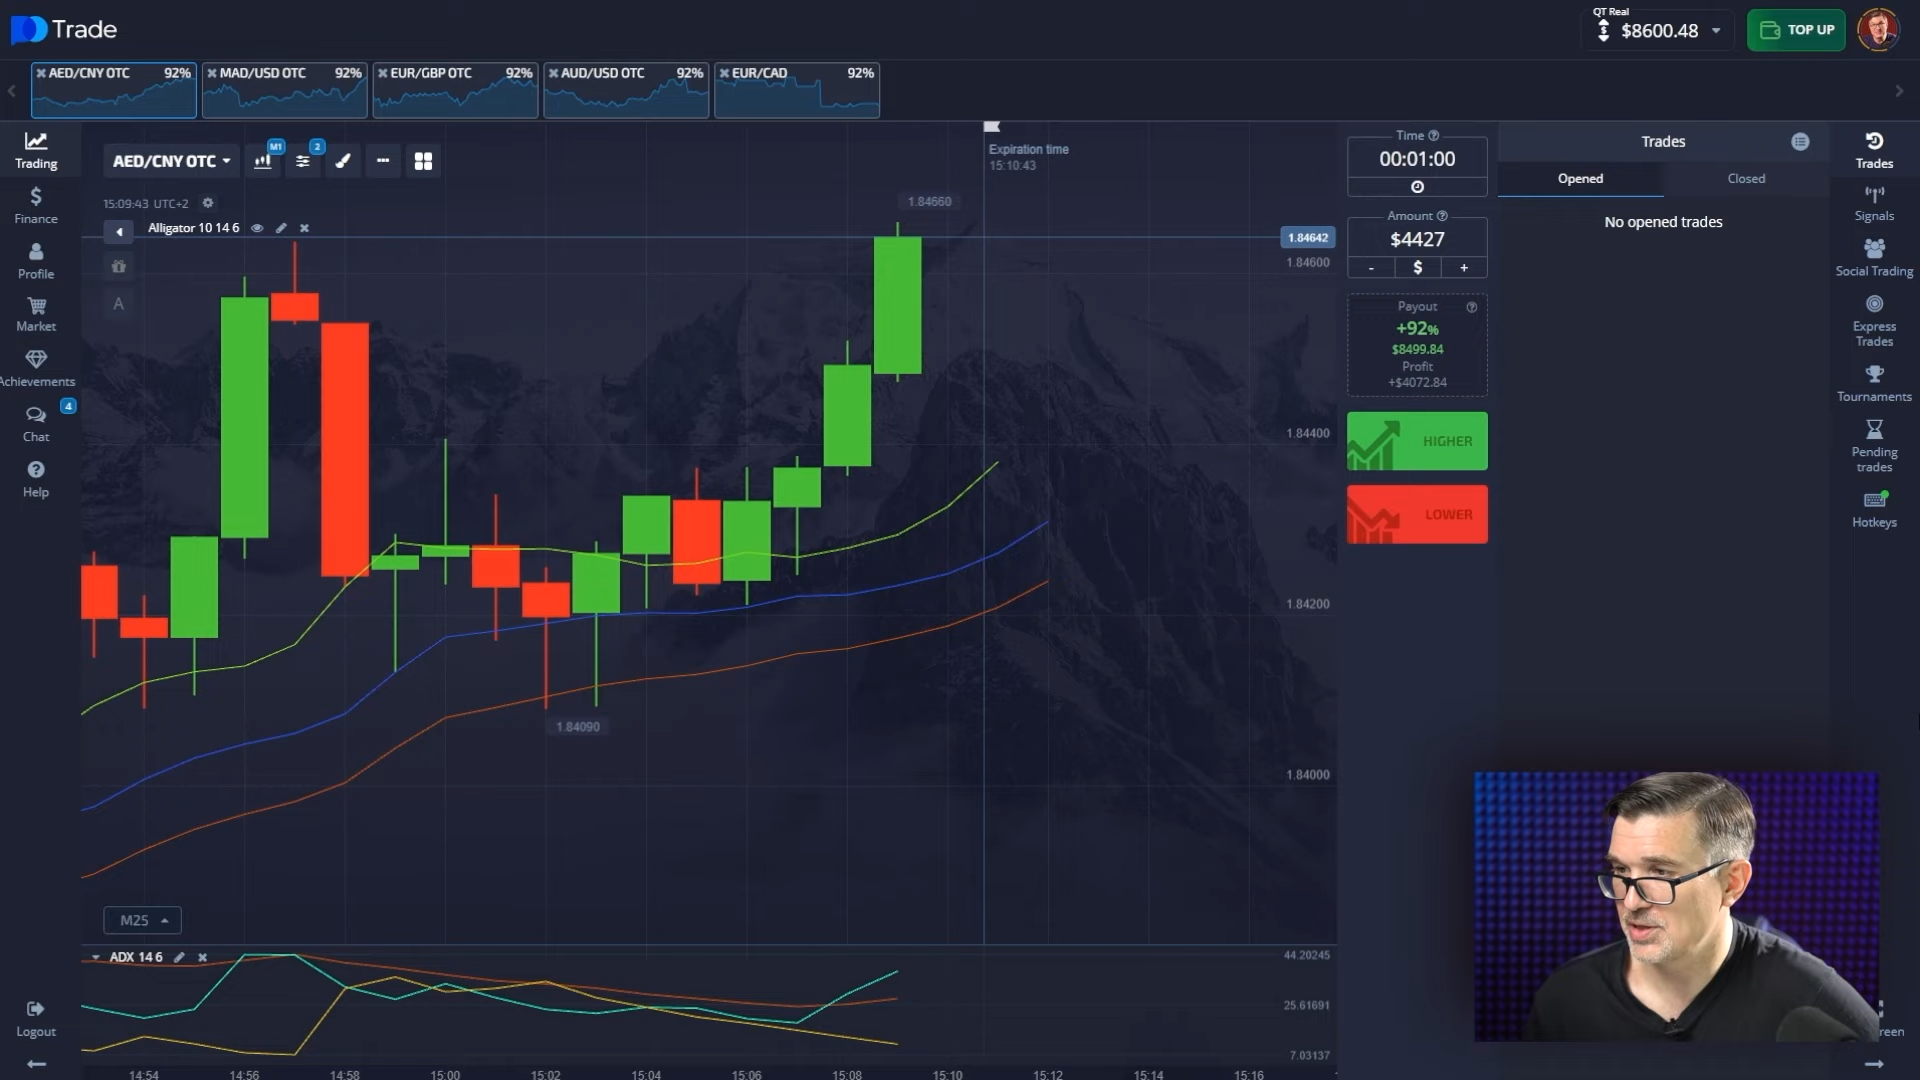 Trade
QT Real
$8600.48
TOP UP
AED/CNY OTC 92%
MAD/USD OTC 92%
EUR/GBP OTC 92%
AUD/USD OTC 92%
EUR/CAD 92%
Trading
Finance
Profile
Market
Achievements
4
Chat
Help
Logout
AED/CNY OTC
M1
2
15:09:43 UTC+2
Alligator 10 14 6
A
Expiration time
15:10:43
1.84660
1.84642
1.84600
1.84400
1.84200
1.84090
1.84000
M25
ADX 14 6
44.20245
25.61691
7.03137
14:54 14:56 14:58 15:00 15:02 15:04 15:06 15:08 15:10 15:12 15:14 15:16
Time
00:01:00
Amount
$4427
- $ +
Payout
+92%
$8499.84
Profit
+$4072.84
HIGHER
LOWER
Trades
Opened Closed
No opened trades
Trades
Signals
Social Trading
Express
Trades
Tournaments
Pending
trades
Hotkeys
reen